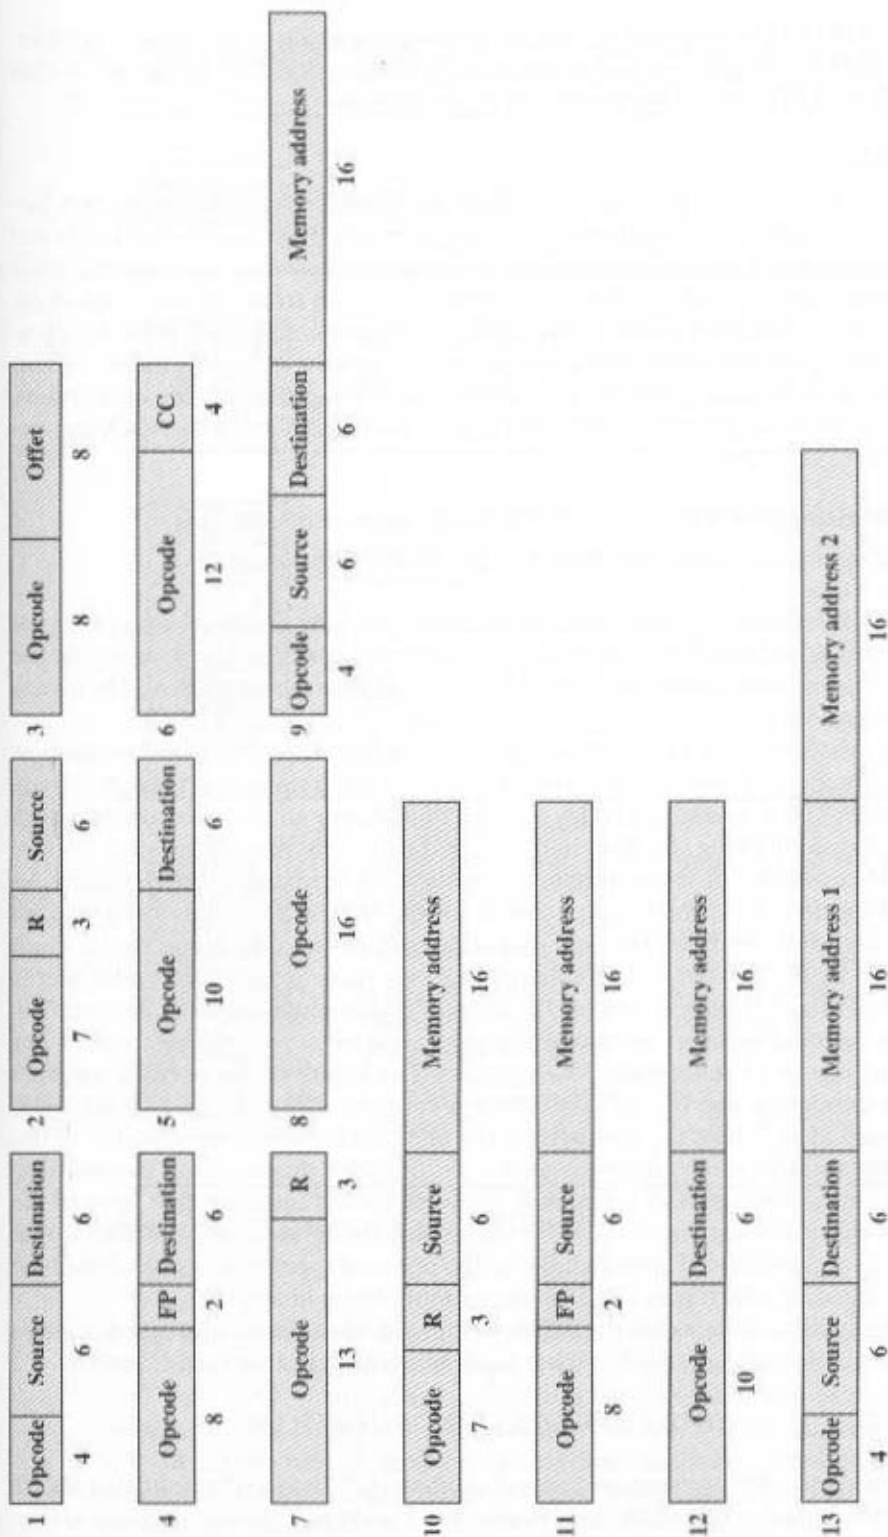 1 Opcode Source Destination 2 Opcode R Source 3 Opcode Offet
4 6 6 7 3 6 8 8
4 Opcode FP Destination 5 Opcode Destination 6 Opcode CC
8 2 6 10 6 12 4
7 Opcode R 8 Opcode 9 Opcode Source Destination Memory address
13 3 16 4 6 6 16
10 Opcode R Source Memory address
7 3 6 16
11 Opcode FP Source Memory address
8 2 6 16
12 Opcode Destination Memory address
10 6 16
13 Opcode Source Destination Memory address 1 Memory address 2
4 6 6 16 16